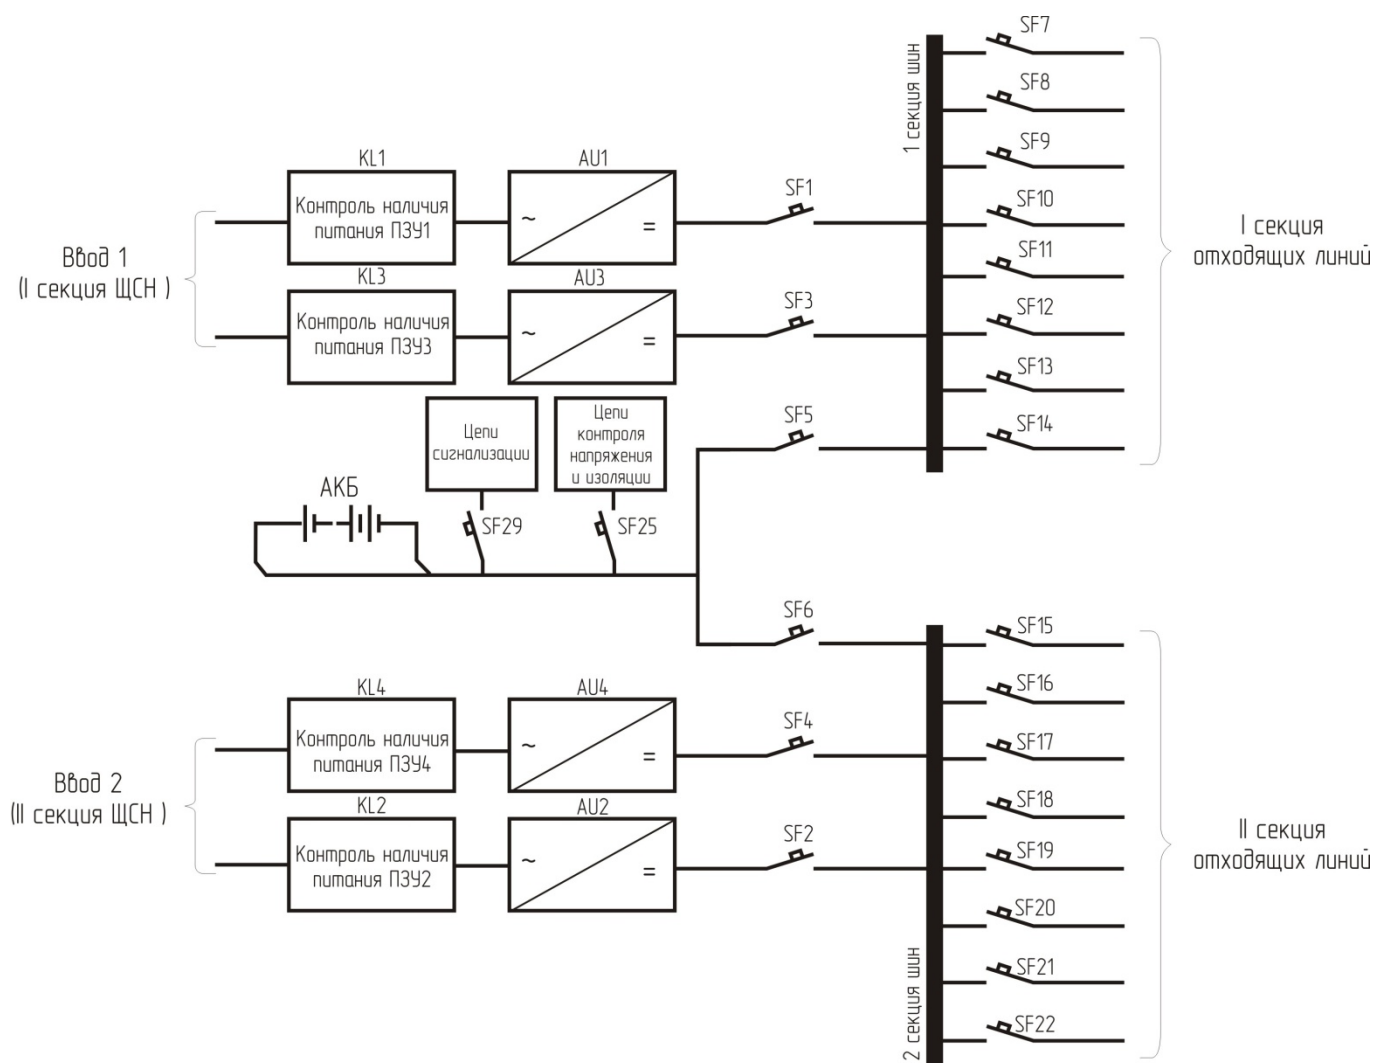 SF7
SF8
1 секция шин
SF9
KL1
AU1
SF1
SF10
Контроль наличия
питания ПЗУ1
~
=
I секция
отходящих линий
Ввод 1
(I секция ЩСН )
SF11
KL3
AU3
SF3
SF12
Контроль наличия
питания ПЗУ3
~
=
SF13
Цепи
сигнализации
Цепи
контроля
напряжения
и изоляции
SF5
SF14
АКБ
SF29
SF25
SF6
SF15
KL4
AU4
SF16
SF4
SF17
Контроль наличия
питания ПЗУ4
~
=
Ввод 2
(II секция ЩСН )
KL2
AU2
SF18
SF2
SF19
II секция
отходящих линий
Контроль наличия
питания ПЗУ2
~
=
SF20
2 секция шин
SF21
SF22